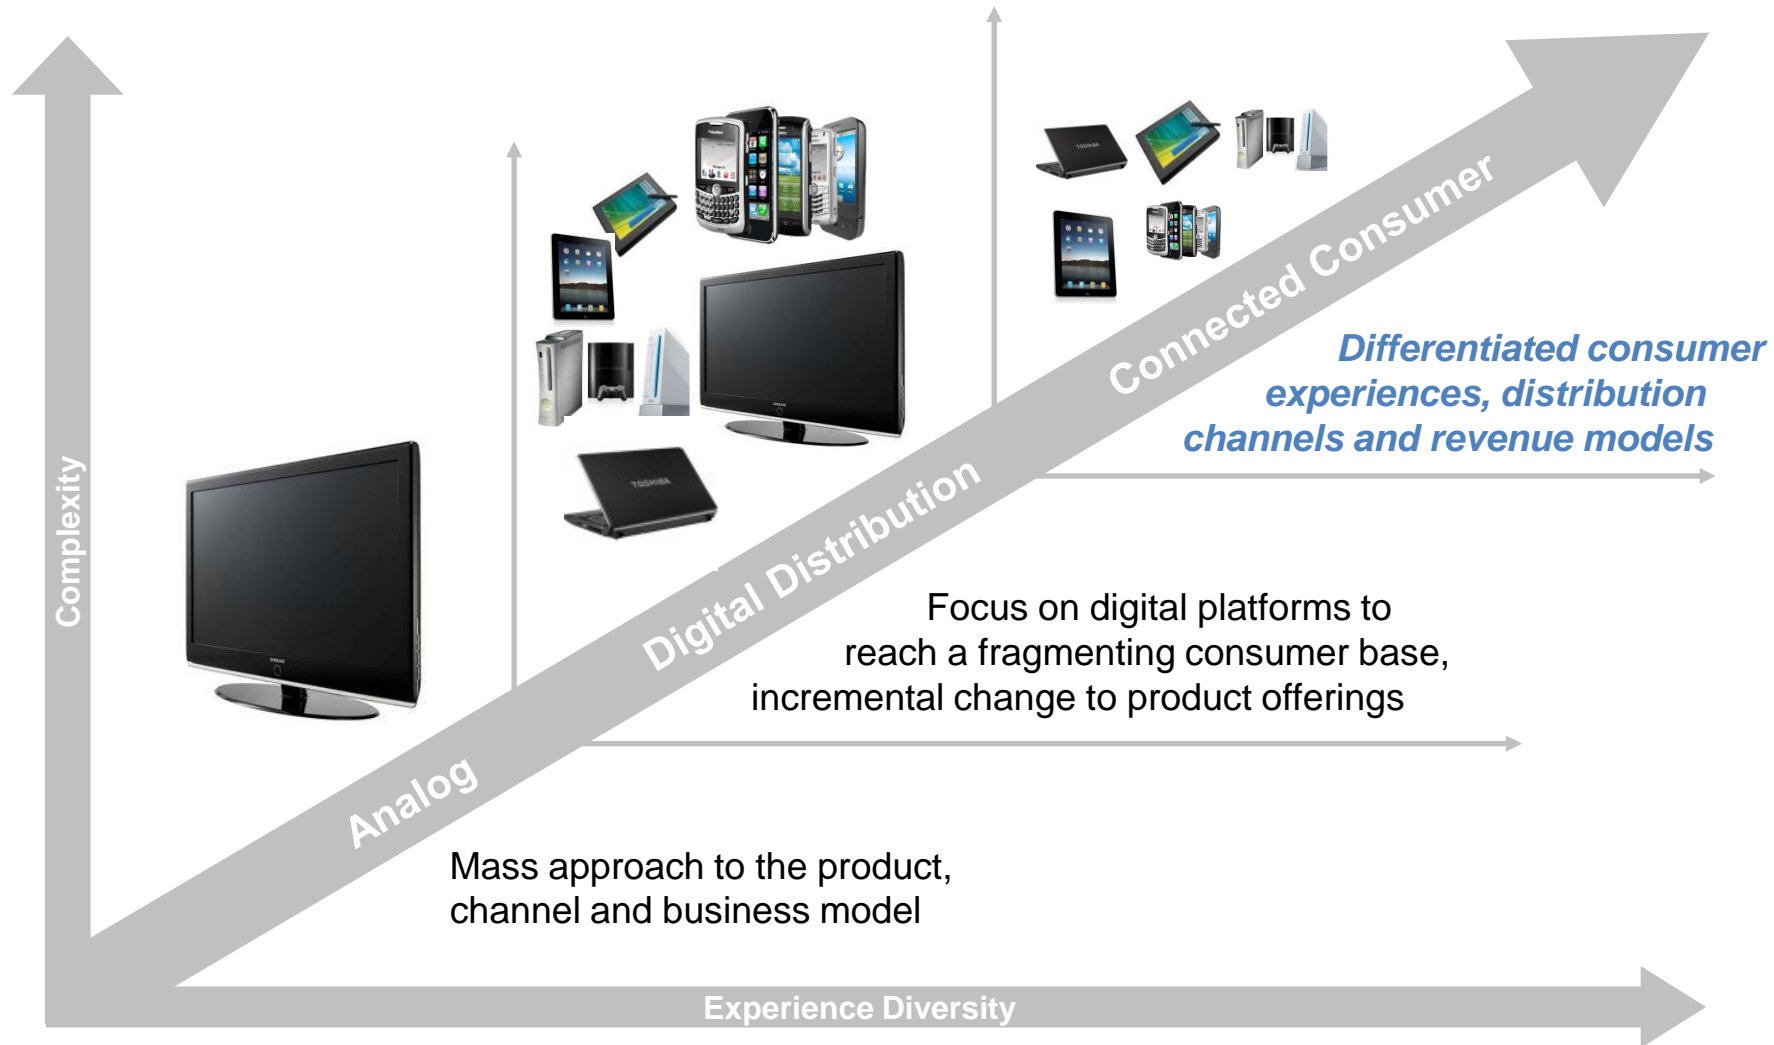 Complexity
TOSHIBA
TOSHIBA
Connected Consumer
Differentiated consumer
experiences, distribution
channels and revenue models
Digital Distribution
Focus on digital platforms to
reach a fragmenting consumer base,
incremental change to product offerings
Analog
Mass approach to the product,
channel and business model
Experience Diversity